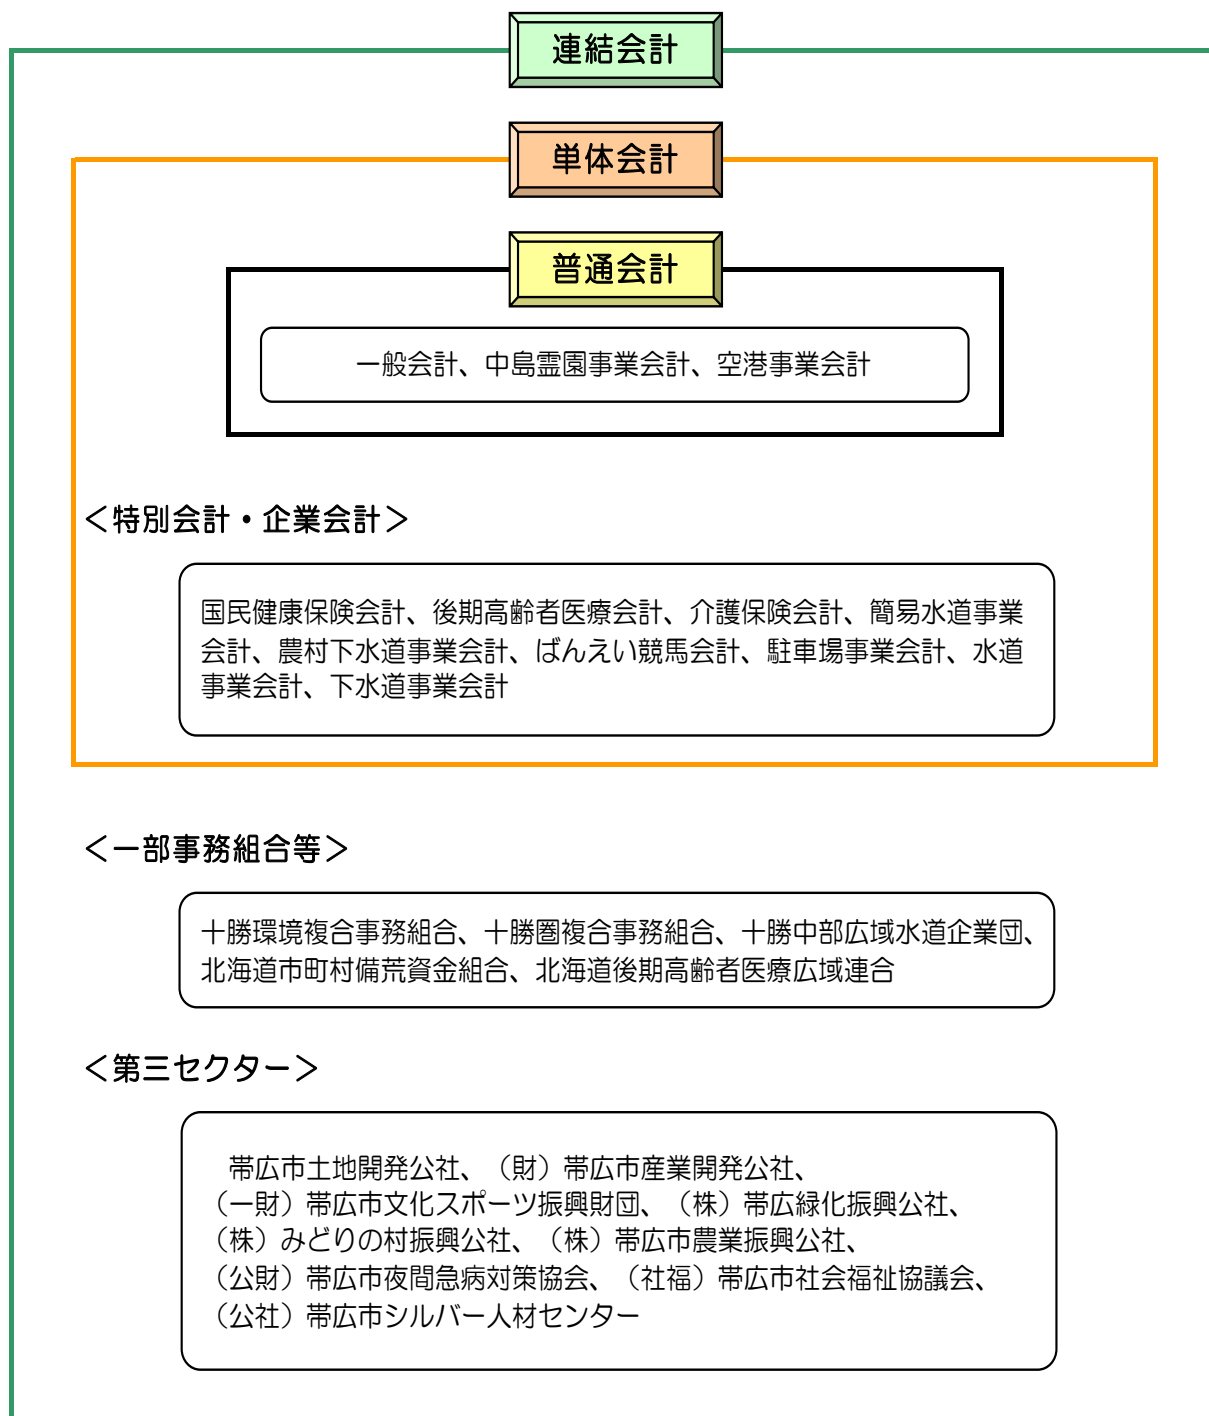 連結会計
単体会計
普通会計
一般会計、中島霊園事業会計、空港事業会計
＜特別会計・企業会計＞
国民健康保険会計、後期高齢者医療会計、介護保険会計、簡易水道事業
会計、農村下水道事業会計、ばんえい競馬会計、駐車場事業会計、水道
事業会計、下水道事業会計
＜一部事務組合等＞
十勝環境複合事務組合、十勝圏複合事務組合、十勝中部広域水道企業団、
北海道市町村備荒資金組合、北海道後期高齢者医療広域連合
＜第三セクター＞
帯広市土地開発公社、（財）帯広市産業開発公社、
（一財）帯広市文化スポーツ振興財団、（株）帯広緑化振興公社、
（株）みどりの村振興公社、（株）帯広市農業振興公社、
（公財）帯広市夜間急病対策協会、（社福）帯広市社会福祉協議会、
（公社）帯広市シルバー人材センター